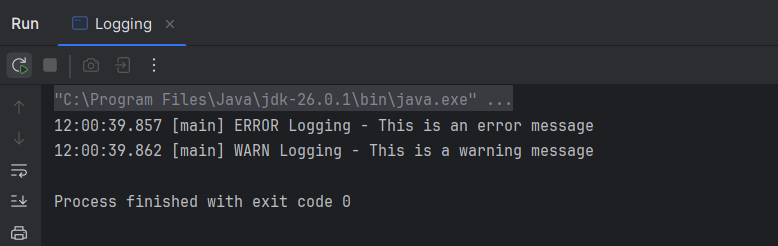 Run Logging
"C:\Program Files\Java\jdk-26.0.1\bin\java.exe" ...
12:00:39.857 [main] ERROR Logging - This is an error message
12:00:39.862 [main] WARN Logging - This is a warning message
Process finished with exit code 0